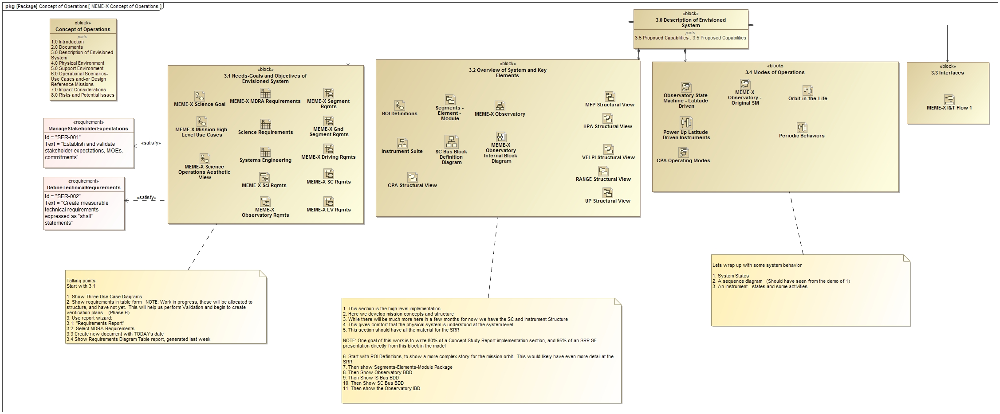 pkg [Package] Concept of Operations [ MEME-X Concept of Operations ]
«block»
Concept of Operations
parts
1.0 Introduction
2.0 Documents
3.0 Description of Envisioned
System
4.0 Physical Environment
5.0 Support Environment
6.0 Operational Scenarios-
Use Cases and-or Design
Reference Missions
7.0 Impact Considerations
8.0 Risks and Potential Issues
«block»
3.0 Description of Envisioned
System
parts
3.5 Proposed Capabilities : 3.5 Proposed Capabilities
«requirement»
ManageStakeholderExpectations
Id = "SER-001"
Text = "Establish and validate
stakeholder expectations, MOEs,
commitments"
«satisfy»
«requirement»
DefineTechnicalRequirements
Id = "SER-002"
Text = "Create measurable
technical requirements
expressed as "shall"
statements"
«satisfy»
«block»
3.1 Needs-Goals and Objectives of
Envisioned System
MEME-X Science Goal
MEME-X MDRA Requirements
MEME-X Segment
Rqmts
MEME-X Mission High
Level Use Cases
Science Requirements
MEME-X Gnd
Segment Rqmts
MEME-X Science
Operations Aesthetic
View
Systems Engineering
MEME-X Driving Rqmts
MEME-X Sci Rqmts
MEME-X SC Rqmts
MEME-X
Observatory Rqmts
MEME-X LV Rqmts
«block»
3.2 Overview of System and Key
Elements
ROI Definitions
Segments -
Element -
Module
MEME-X Observatory
MFP Structural View
HPA Structural View
Instrument Suite
SC Bus Block
Definition
Diagram
MEME-X
Observatory
Internal Block
Diagram
VELPI Structural View
CPA Structural View
RANGE Structural View
UP Structural View
«block»
3.4 Modes of Operations
Observatory State
Machine - Latitude
Driven
MEME-X
Observatory -
Original SM
Orbit-in-the-Life
Power Up Latitude
Driven Instruments
Periodic Behaviors
CPA Operating Modes
«block»
3.3 Interfaces
MEME-X I&T Flow 1
Talking points:
Start with 3.1
1. Show Three Use Case Diagrams
2. Show requirements in table form   NOTE: Work in progress, these will be allocated to
structure, and have not yet.  This will help us perform Validation and begin to create
verification plans.   (Phase B)
3. Use report wizard:
3.1: "Requirements Report"
3.2: Select MDRA Requirements
3.3 Create new document with TODAY's date
3.4 Show Requirements Diagram Table report, generated last week
1. This section is the high level implementation.
2. Here we develop mission concepts and structure
3. While there will be much more here in a few months for now we have the SC and Instrument Structure
4. This gives comfort that the physical system is understood at the system level
5. This section should have all the material for the SRR
NOTE: One goal of this work is to write 80% of a Concept Study Report implementation section, and 95% of an SRR SE
presentation directly from this block in the model
6. Start with ROI Definitions, to show a more complex story for the mission orbit.  This would likely have even more detail at the
SRR.
7. Then show Segments-Elements-Module Package
8. Then Show Observatory BDD
9. Then Show IS Bus BDD
10. Then Show SC Bus BDD
11. Then show the Observatory IBD
Lets wrap up with some system behavior
1. System States
2. A sequence diagram   (Should have seen from the demo of 1)
3. An instrument - states and some activities